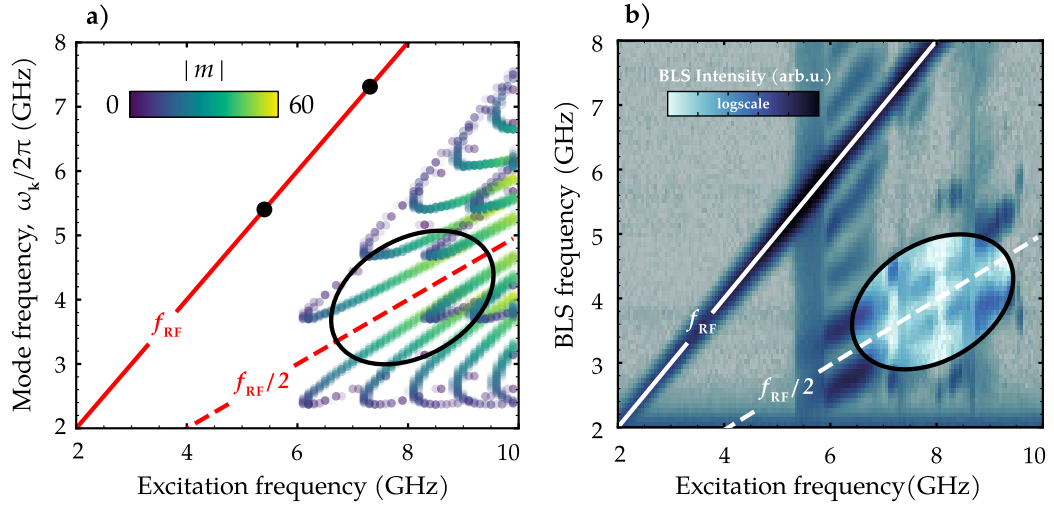 a)
| m |
0
60
f_RF
f_RF/2
8
7
6
5
4
3
2
2
4
6
8
10
Mode frequency, ω_k/2π (GHz)
Excitation frequency (GHz)
b)
BLS Intensity (arb.u.)
logscale
f_RF
f_RF/2
8
7
6
5
4
3
2
2
4
6
8
10
BLS frequency (GHz)
Excitation frequency(GHz)